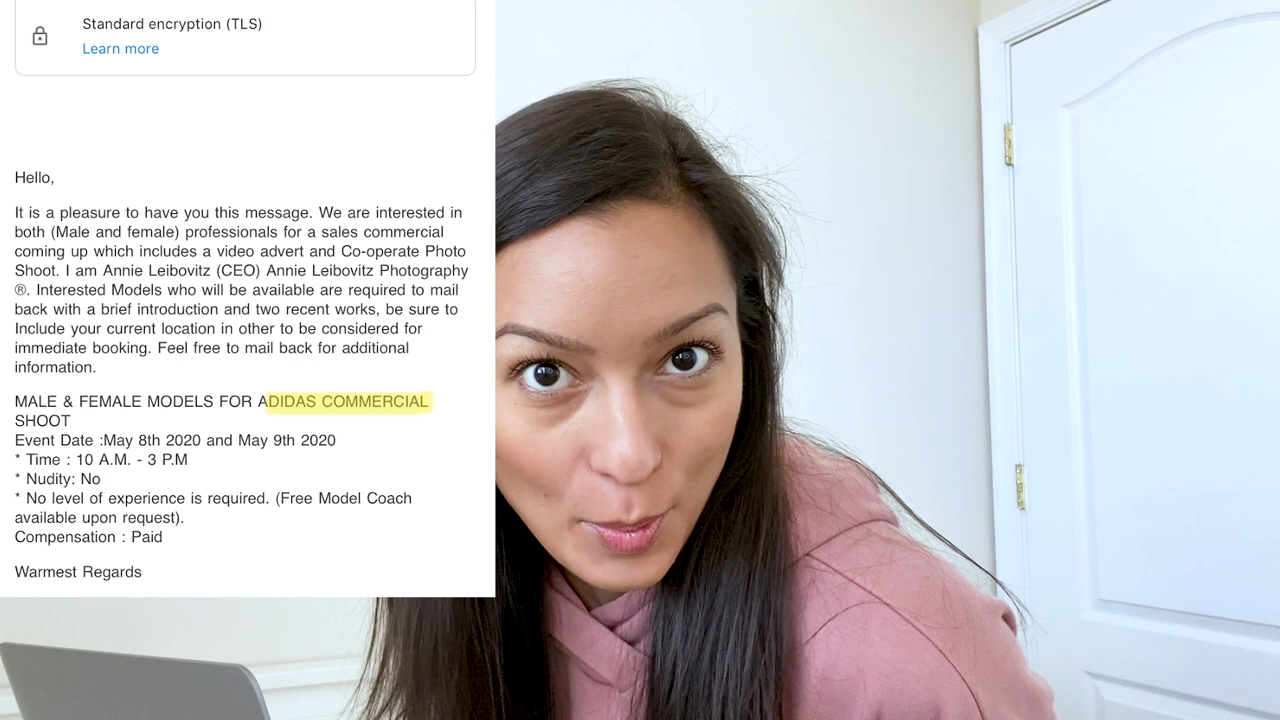 Standard encryption (TLS)
Learn more
Hello,
It is a pleasure to have you this message. We are interested in
both (Male and female) professionals for a sales commercial
coming up which includes a video advert and Co-operate Photo
Shoot. I am Annie Leibovitz (CEO) Annie Leibovitz Photography
®. Interested Models who will be available are required to mail
back with a brief introduction and two recent works, be sure to
Include your current location in other to be considered for
immediate booking. Feel free to mail back for additional
information.
MALE & FEMALE MODELS FOR ADIDAS COMMERCIAL
SHOOT
Event Date :May 8th 2020 and May 9th 2020
* Time : 10 A.M. - 3 P.M
* Nudity: No
* No level of experience is required. (Free Model Coach
available upon request).
Compensation : Paid
Warmest Regards